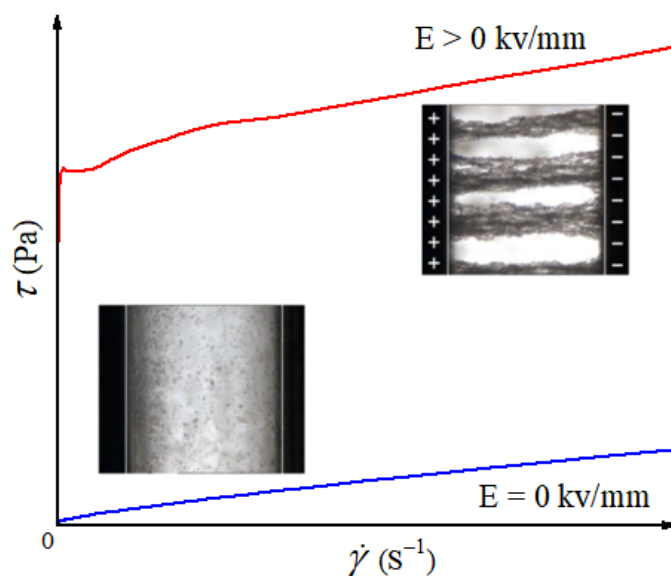 E > 0 kv/mm
+ −
+ −
+ −
+ −
+ −
+ −
+ −
τ (Pa)
E = 0 kv/mm
0
γ̇ (S⁻¹)